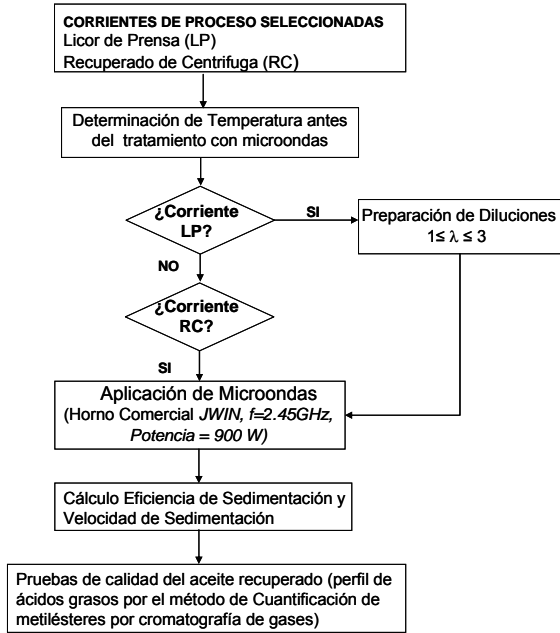 CORRIENTES DE PROCESO SELECCIONADAS
Licor de Prensa (LP)
Recuperado de Centrifuga (RC)
Determinación de Temperatura antes
del tratamiento con microondas
¿Corriente
LP?
SI
Preparación de Diluciones
1≤ λ ≤ 3
NO
¿Corriente
RC?
SI
Aplicación de Microondas
(Horno Comercial JWIN, f=2.45GHz,
Potencia = 900 W)
Cálculo Eficiencia de Sedimentación y
Velocidad de Sedimentación
Pruebas de calidad del aceite recuperado (perfil de
ácidos grasos por el método de Cuantificación de
metilésteres por cromatografía de gases)